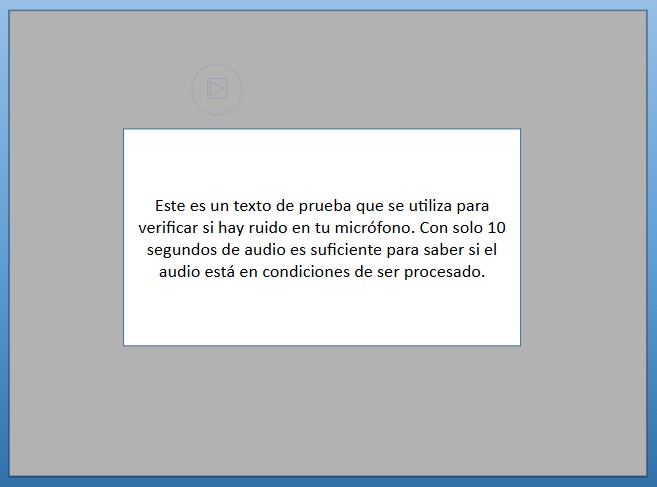 Este es un texto de prueba que se utiliza para
verificar si hay ruido en tu micrófono. Con solo 10
segundos de audio es suficiente para saber si el
audio está en condiciones de ser procesado.